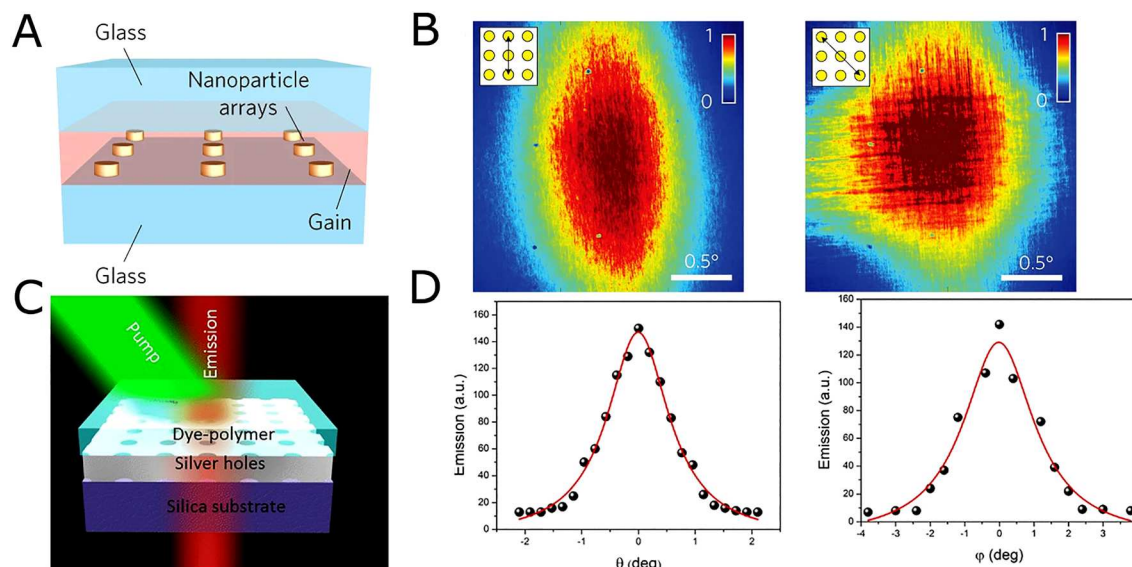 A
Glass
Nanoparticle
arrays
Gain
Glass
B
1
0
0.5°
1
0
0.5°
C
Pump
Emission
Dye-polymer
Silver holes
Silica substrate
D
Emission (a.u.)
160
140
120
100
80
60
40
20
0
-2
-1
0
1
2
θ (deg)
Emission (a.u.)
160
140
120
100
80
60
40
20
0
-4
-3
-2
-1
0
1
2
3
φ (deg)